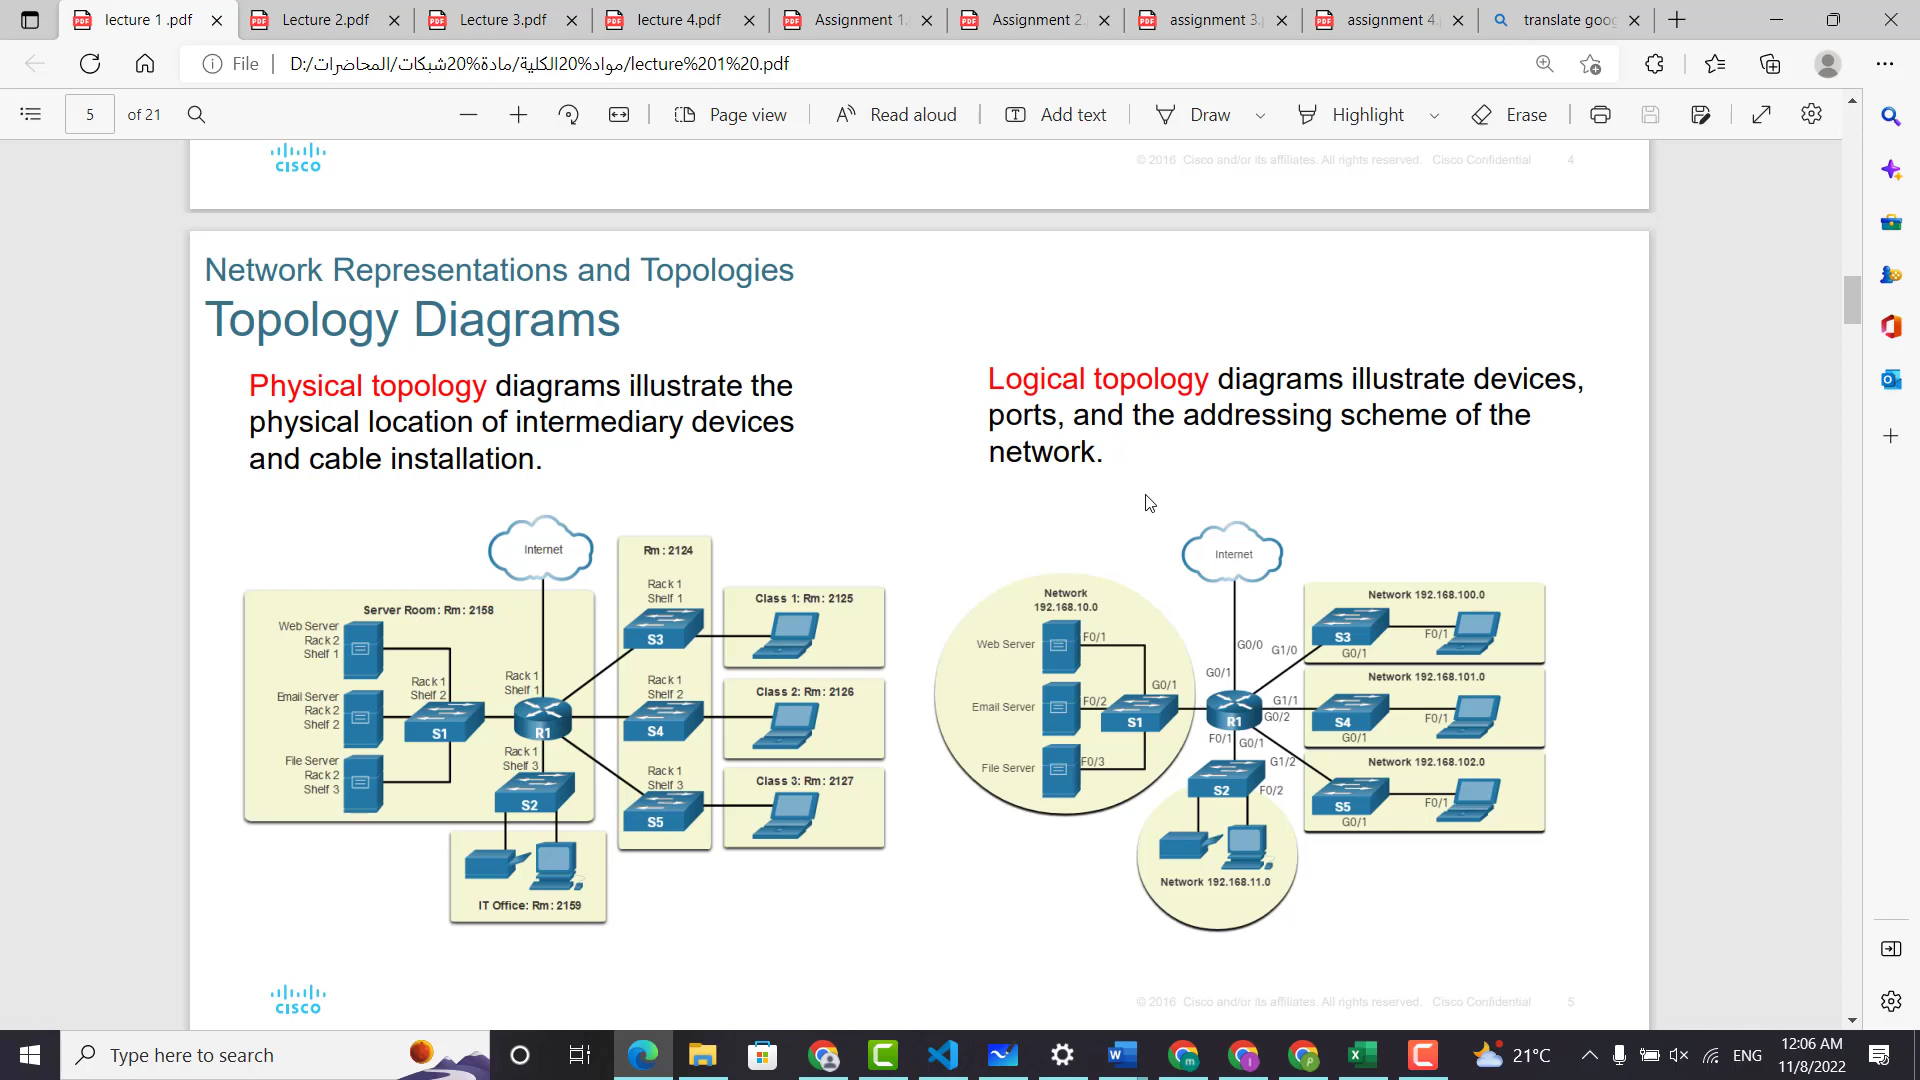 lecture 1 .pdf
Lecture 2.pdf
Lecture 3.pdf
lecture 4.pdf
Assignment 1.
Assignment 2.
assignment 3.p
assignment 4.
translate goog
File
D:/مواد%20الكلية/مادة%20شبكات/المحاضرات/lecture%201%20.pdf
5
of 21
Page view
Read aloud
Add text
Draw
Highlight
Erase
CISCO
© 2016 Cisco and/or its affiliates. All rights reserved. Cisco Confidential
4
Network Representations and Topologies
Topology Diagrams
Physical topology diagrams illustrate the
physical location of intermediary devices
and cable installation.
Logical topology diagrams illustrate devices,
ports, and the addressing scheme of the
network.
Internet
Server Room: Rm: 2158
Web Server
Rack 2
Shelf 1
Email Server
Rack 2
Shelf 2
File Server
Rack 2
Shelf 3
Rack 1
Shelf 2
S1
Rack 1
Shelf 1
R1
Rack 1
Shelf 3
S2
IT Office: Rm: 2159
Rm: 2124
Rack 1
Shelf 1
S3
Rack 1
Shelf 2
S4
Rack 1
Shelf 3
S5
Class 1: Rm: 2125
Class 2: Rm: 2126
Class 3: Rm: 2127
Internet
Network
192.168.10.0
Web Server
F0/1
Email Server
F0/2
File Server
F0/3
G0/1
S1
G0/0
G1/0
G0/1
R1
G1/1
G0/2
F0/1
G0/1
G1/2
S2
F0/2
Network 192.168.11.0
Network 192.168.100.0
S3
F0/1
G0/1
Network 192.168.101.0
S4
F0/1
G0/1
Network 192.168.102.0
S5
F0/1
G0/1
CISCO
© 2016 Cisco and/or its affiliates. All rights reserved. Cisco Confidential
5
Type here to search
21°C
ENG
12:06 AM
11/8/2022